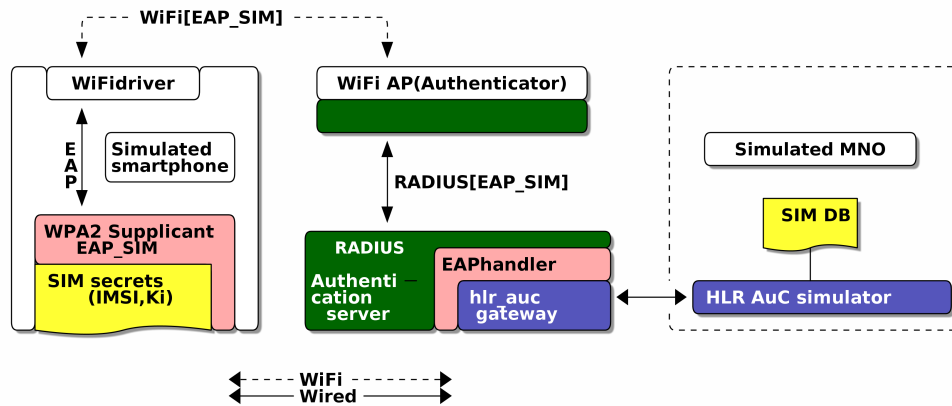 WiFi[EAP_SIM]
WiFidriver
E
A
P
Simulated
smartphone
WPA2 Supplicant
EAP_SIM
SIM secrets
(IMSI,Ki)
WiFi AP(Authenticator)
RADIUS[EAP_SIM]
RADIUS
Authenti—
cation
server
EAPhandler
hlr_auc
gateway
Simulated MNO
SIM DB
HLR AuC simulator
WiFi
Wired